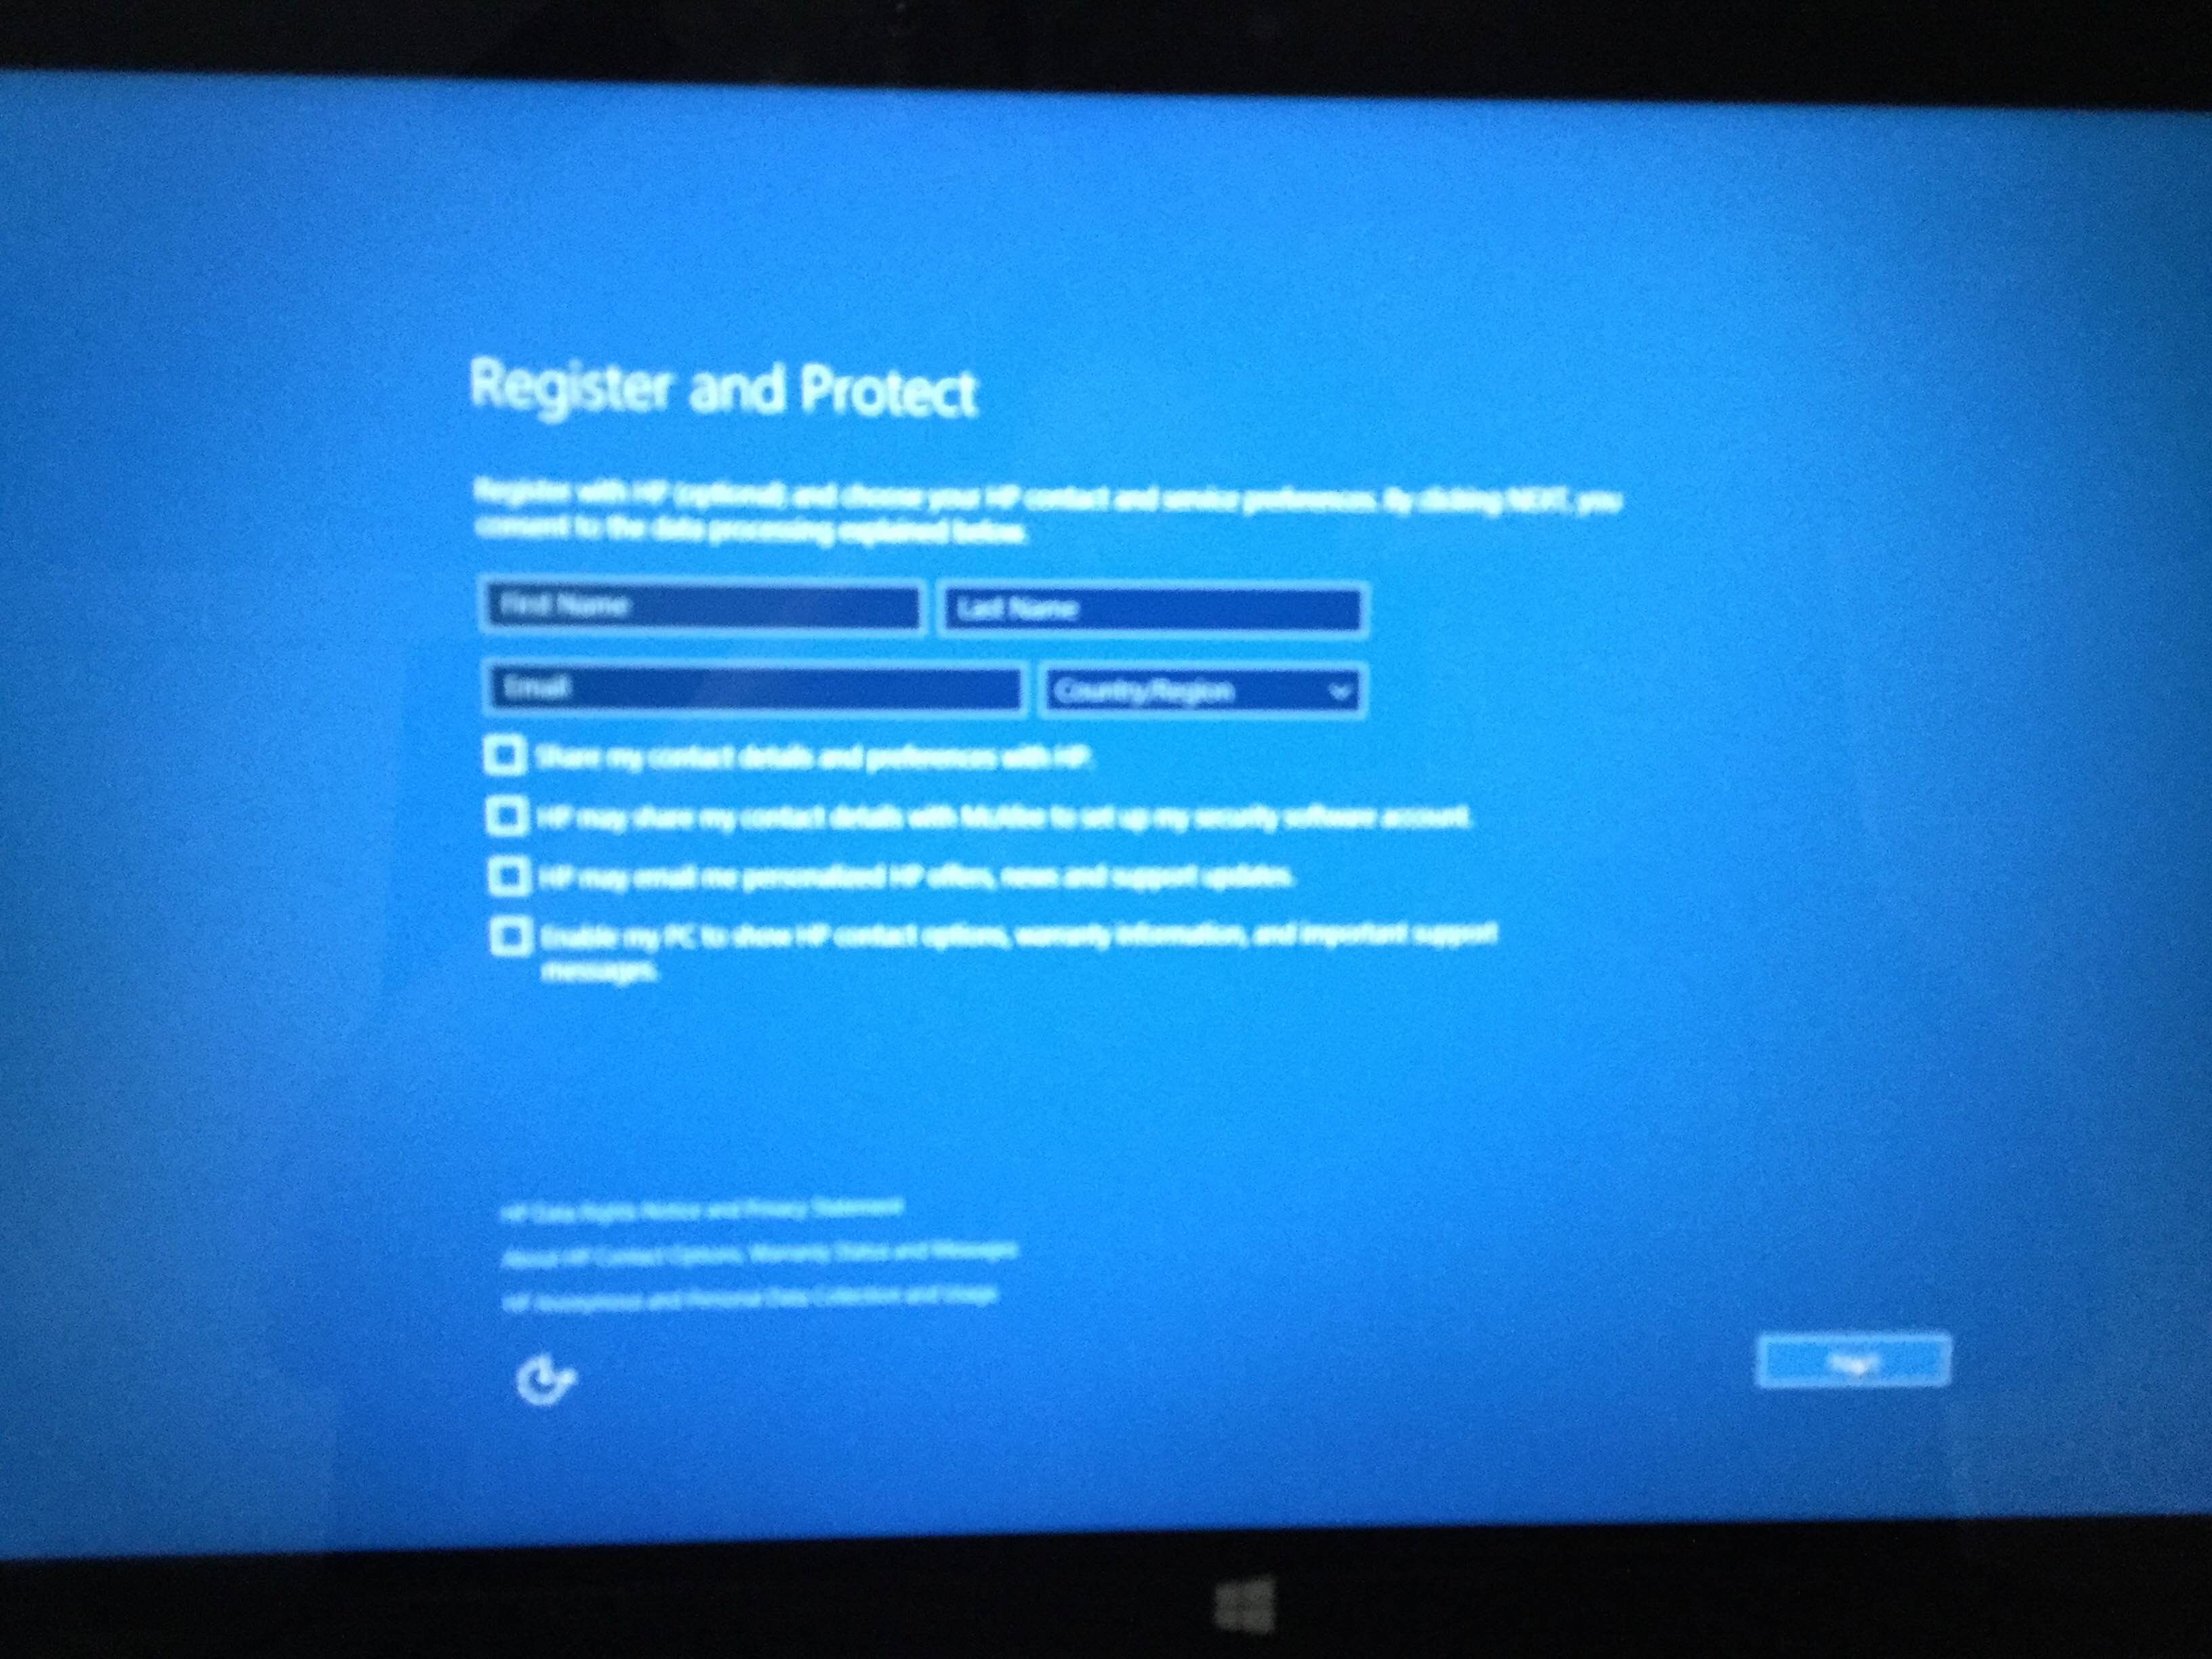 Register and Protect
Register with HP (optional) and choose your HP contact and service preferences. By clicking NEXT, you
consent to the data processing explained below.
First Name
Last Name
Email
Country/Region
Share my contact details and preferences with HP.
HP may share my contact details with McAfee to set up my security software account.
HP may email me personalized HP offers, news and support updates.
Enable my PC to show HP contact options, warranty information, and important support
messages.
HP Data Rights Notice and Privacy Statement
About HP Contact Options, Warranty Status and Messages
HP Anonymous and Personal Data Collection and Usage
Next